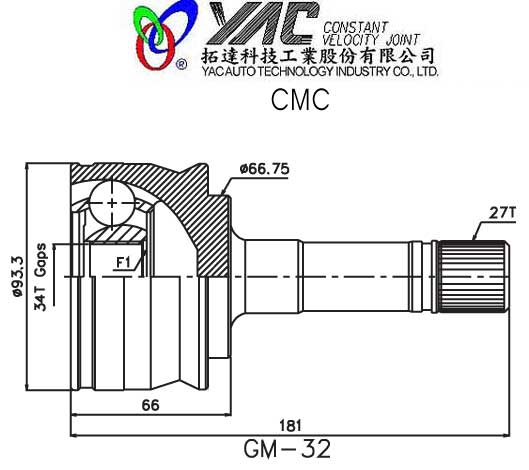 YAC CONSTANT
VELOCITY JOINT
®
拓達科技工業股份有限公司
YAC AUTO TECHNOLOGY INDUSTRY CO., LTD.
CMC
ø66.75
27T
ø93.3
34T Gaps
F1
66
181
GM-32